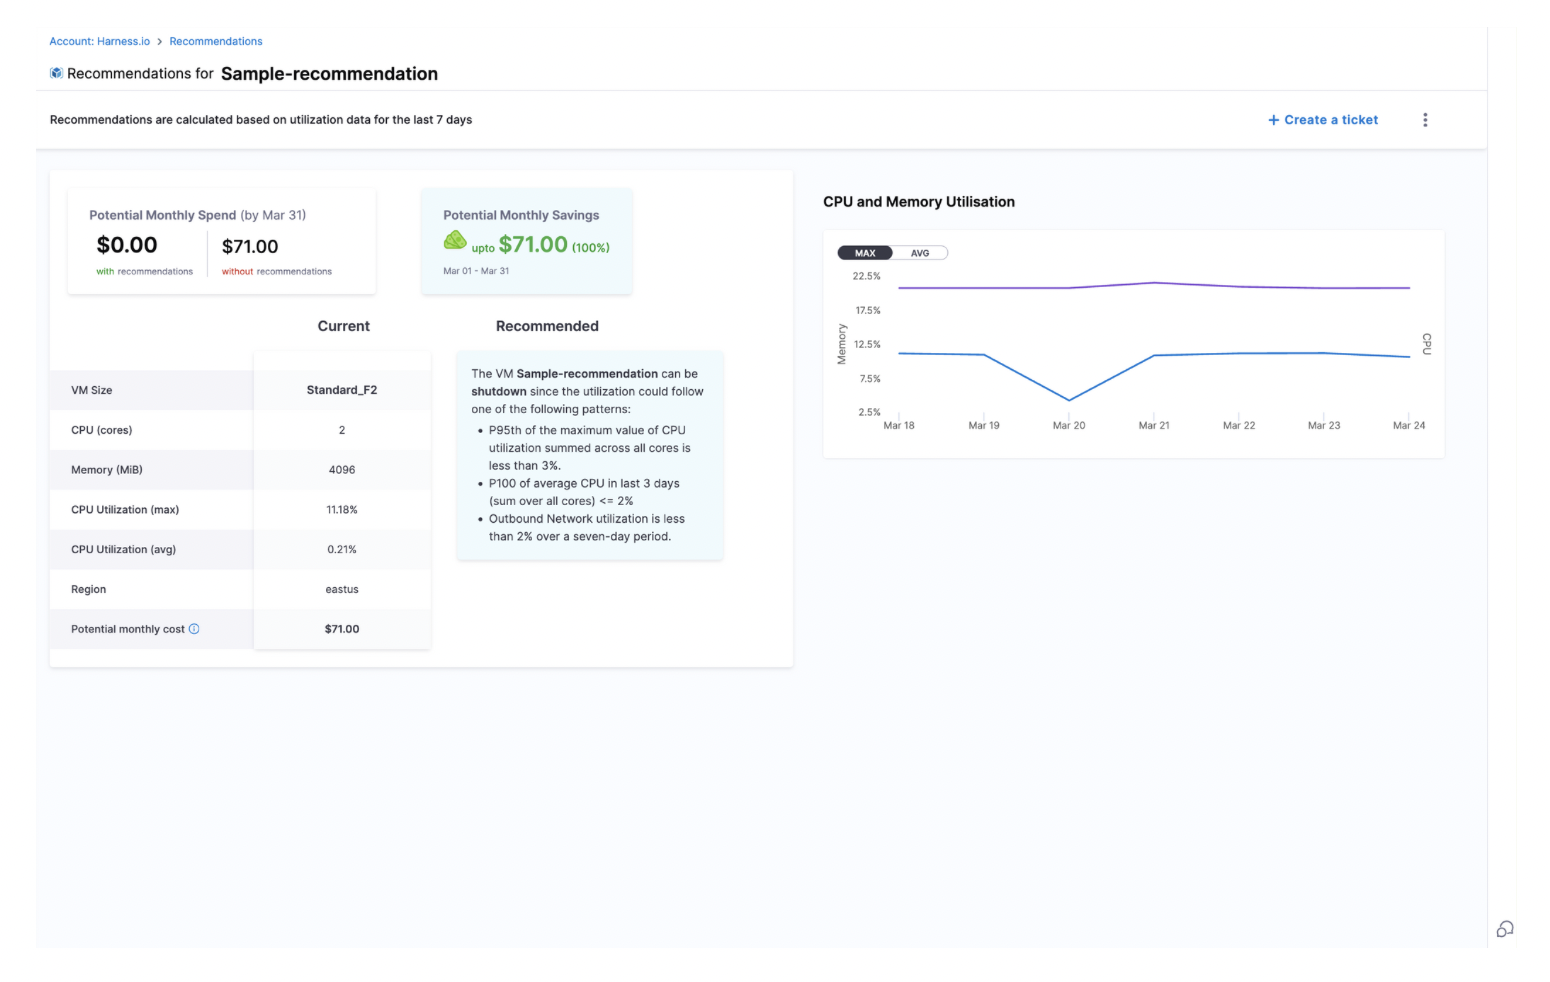 Account: Harness.io > Recommendations
Recommendations for Sample-recommendation
Recommendations are calculated based on utilization data for the last 7 days
+ Create a ticket
Potential Monthly Spend (by Mar 31)
$0.00
with recommendations
$71.00
without recommendations
Potential Monthly Savings
upto $71.00 (100%)
Mar 01 - Mar 31
Current
Recommended
VM Size
Standard_F2
CPU (cores)
2
Memory (MiB)
4096
CPU Utilization (max)
11.18%
CPU Utilization (avg)
0.21%
Region
eastus
Potential monthly cost
$71.00
The VM Sample-recommendation can be
shutdown since the utilization could follow
one of the following patterns:
• P95th of the maximum value of CPU
utilization summed across all cores is
less than 3%.
• P100 of average CPU in last 3 days
(sum over all cores) <= 2%
• Outbound Network utilization is less
than 2% over a seven-day period.
CPU and Memory Utilisation
MAX
AVG
22.5%
17.5%
12.5%
7.5%
2.5%
Memory
CPU
Mar 18
Mar 19
Mar 20
Mar 21
Mar 22
Mar 23
Mar 24